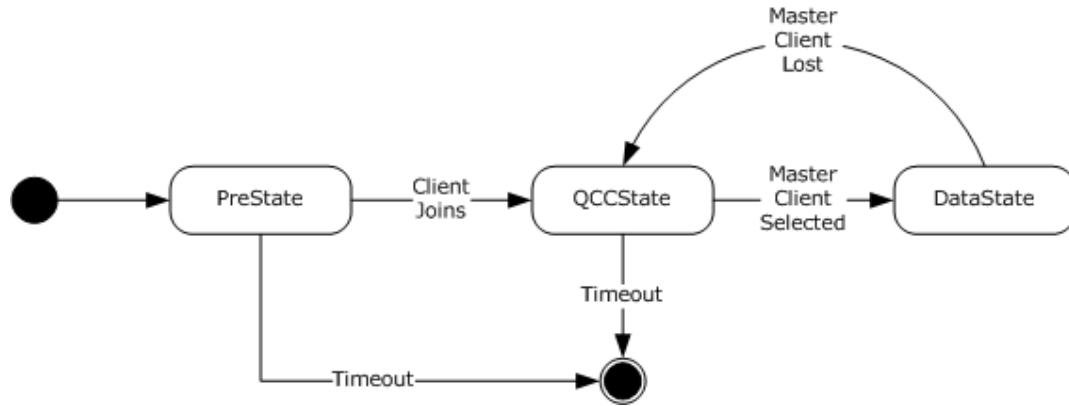 Master
Client
Lost
PreState
Client
Joins
QCCState
Master
Client
Selected
DataState
Timeout
Timeout